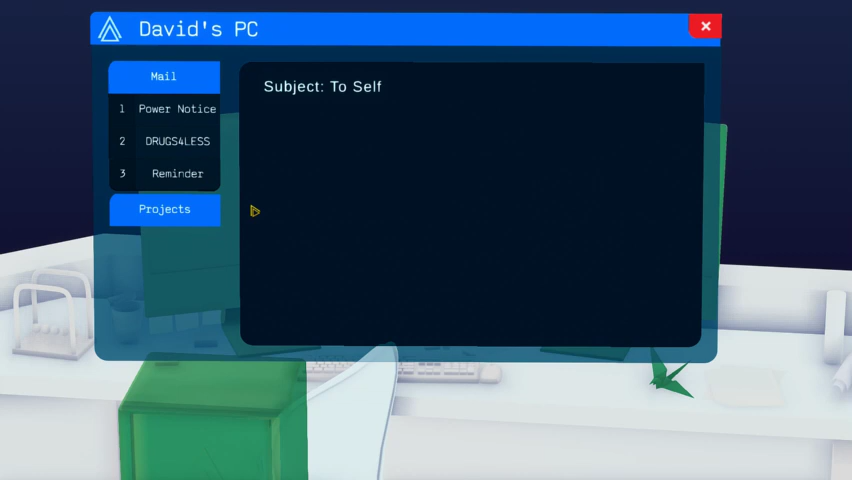 David's PC
Mail
1 Power Notice
2 DRUGS4LESS
3 Reminder
Projects
Subject: To Self